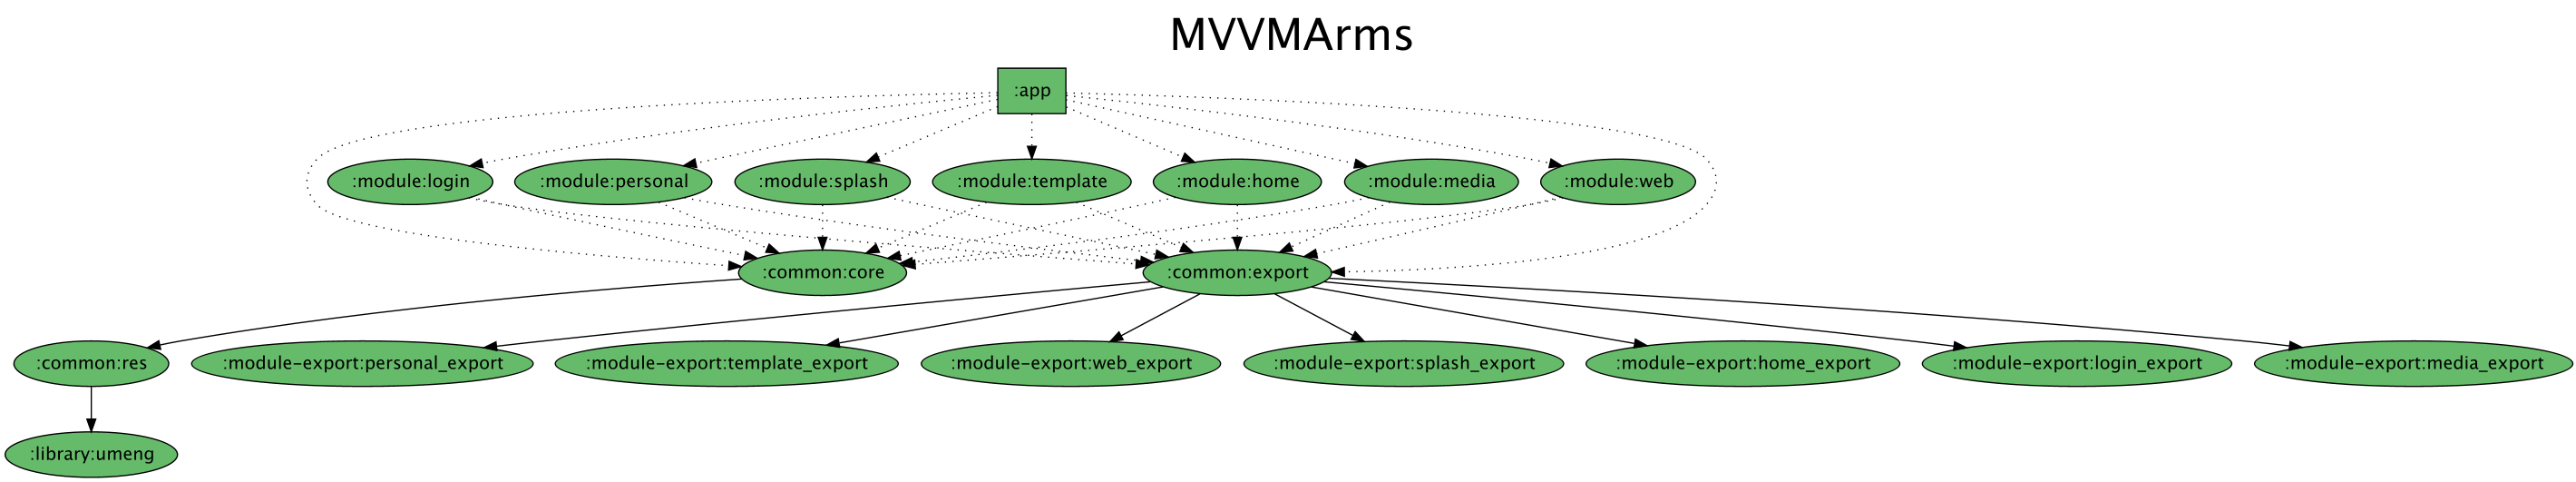 MVVMArms
:app
:module:login
:module:personal
:module:splash
:module:template
:module:home
:module:media
:module:web
:common:core
:common:export
:common:res
:module-export:personal_export
:module-export:template_export
:module-export:web_export
:module-export:splash_export
:module-export:home_export
:module-export:login_export
:module-export:media_export
:library:umeng